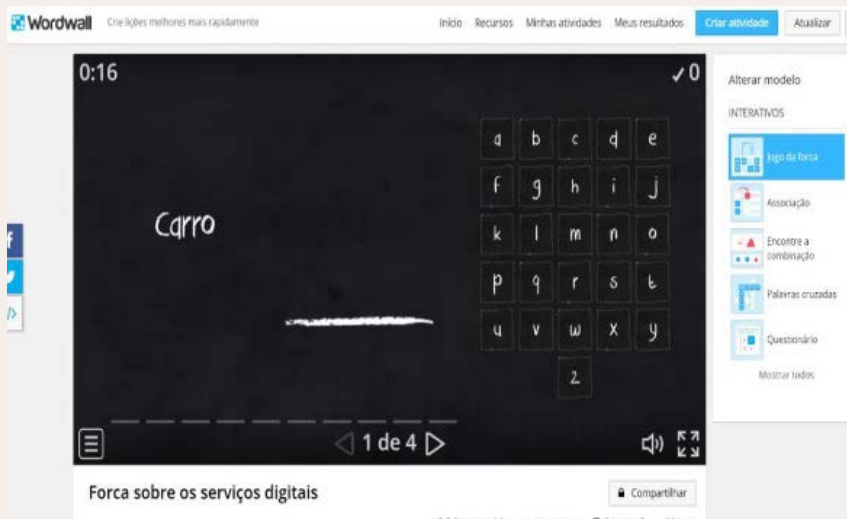 Wordwall Crie lições melhores mais rapidamente Início Recursos Minhas atividades Meus resultados Criar atividade Atualizar
0:16 ✓0
Carro
a b c d e
f g h i j
k l m n o
p q r s t
u v w x y
z
1 de 4
Alterar modelo
INTERATIVOS
Jogo da forca
Associação
Encontre a
combinação
Palavras cruzadas
Questionário
Mostrar todos
Forca sobre os serviços digitais
Compartilhar